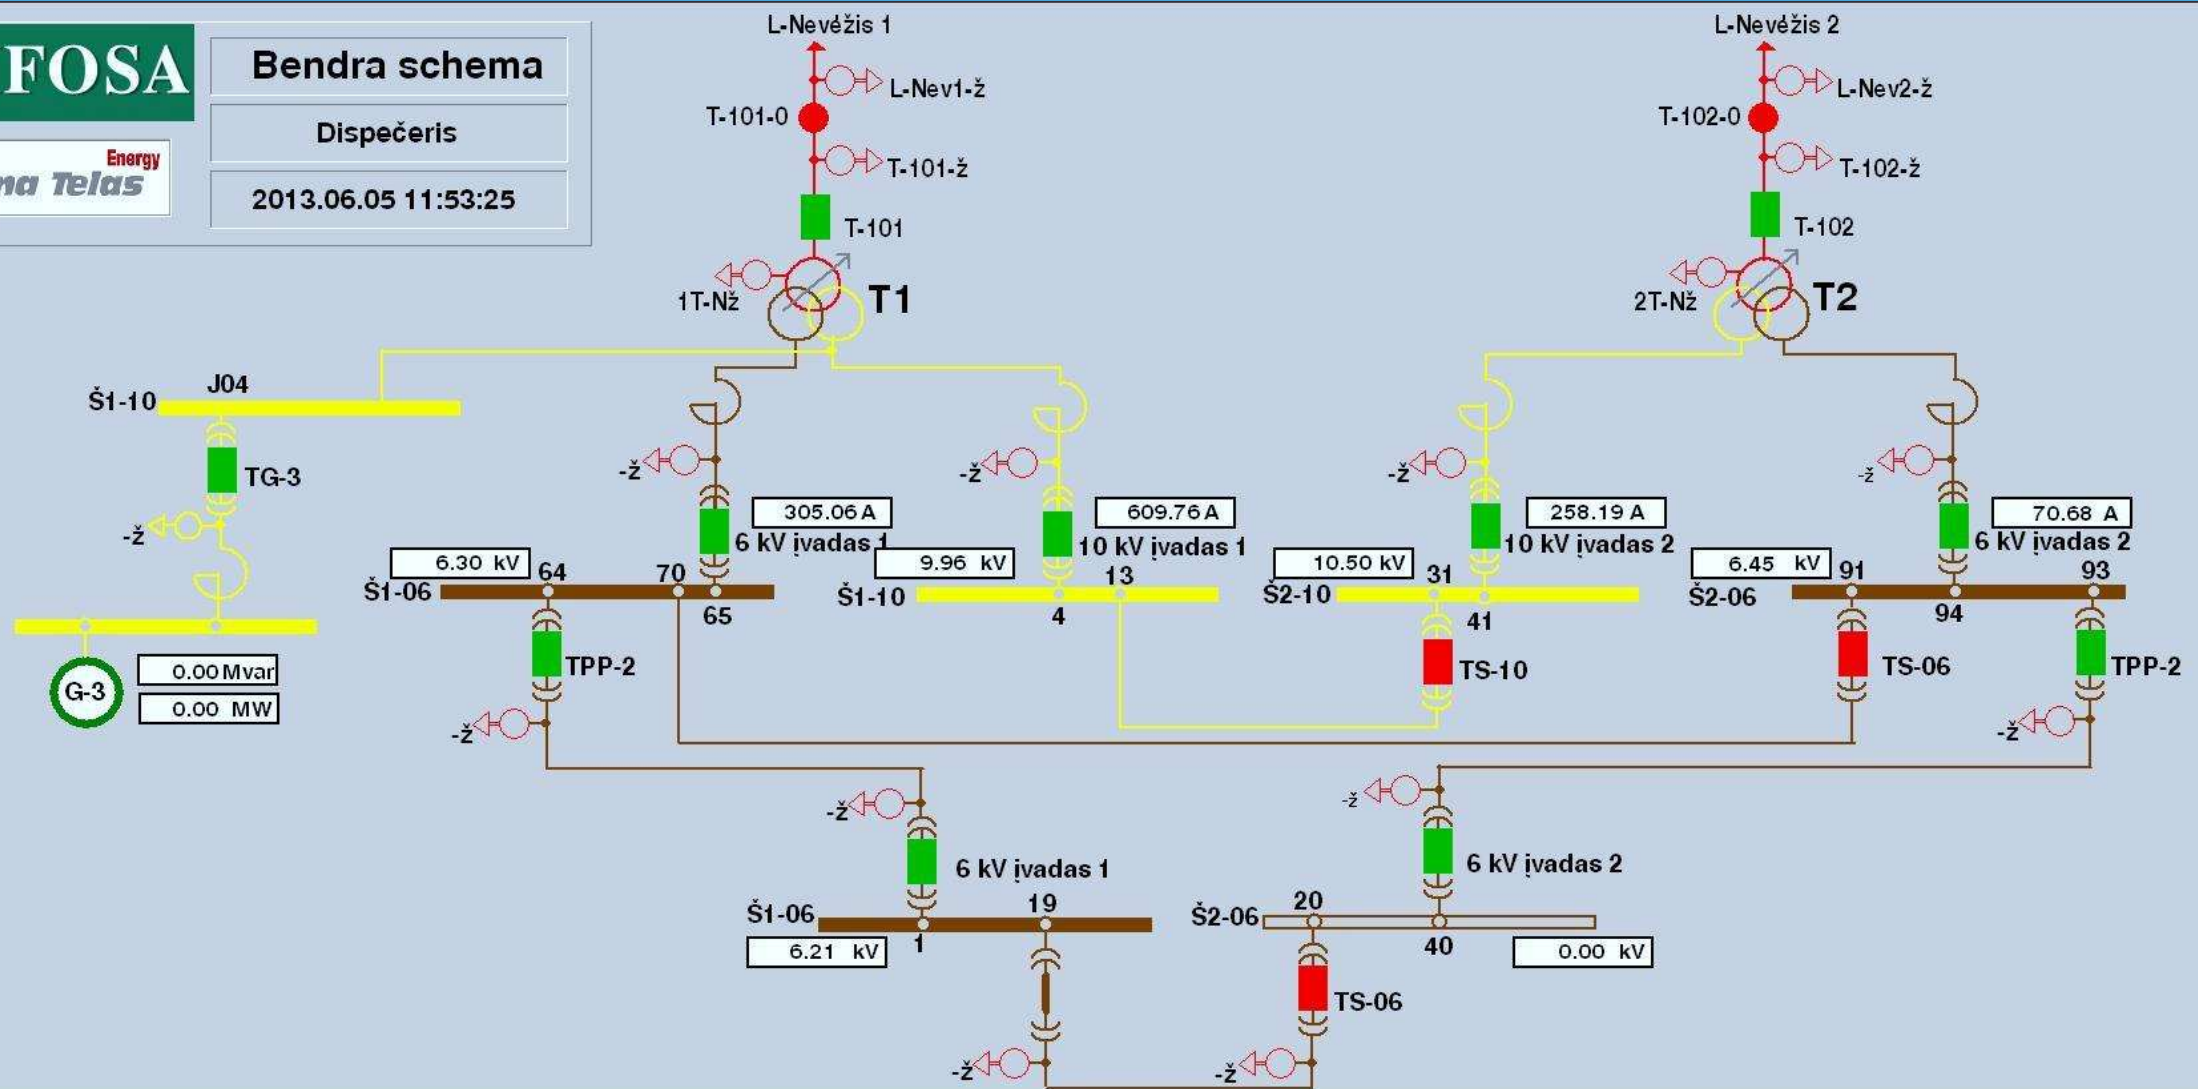 FOSA
Bendra schema
Dispečeris
Energy
na Telas
2013.06.05 11:53:25
L-Nevėžis 1
L-Nevėžis 2
L-Nev1-ž
L-Nev2-ž
T-101-0
T-102-0
T-101-ž
T-102-ž
T-101
T-102
1T-Nž
T1
2T-Nž
T2
J04
Š1-10
TG-3
-ž
-ž
-ž
-ž
-ž
-ž
305.06 A
609.76 A
258.19 A
70.68 A
6 kV įvadas 1
10 kV įvadas 1
10 kV įvadas 2
6 kV įvadas 2
6.30 kV
64
70
9.96 kV
13
10.50 kV
31
6.45 kV
91
93
Š1-06
65
Š1-10
4
Š2-10
41
Š2-06
94
G-3
0.00 Mvar
0.00 MW
TPP-2
TS-10
TS-06
TPP-2
-ž
-ž
-ž
-ž
6 kV įvadas 1
6 kV įvadas 2
Š1-06
19
Š2-06
20
6.21 kV
1
40
0.00 kV
TS-06
-ž
-ž